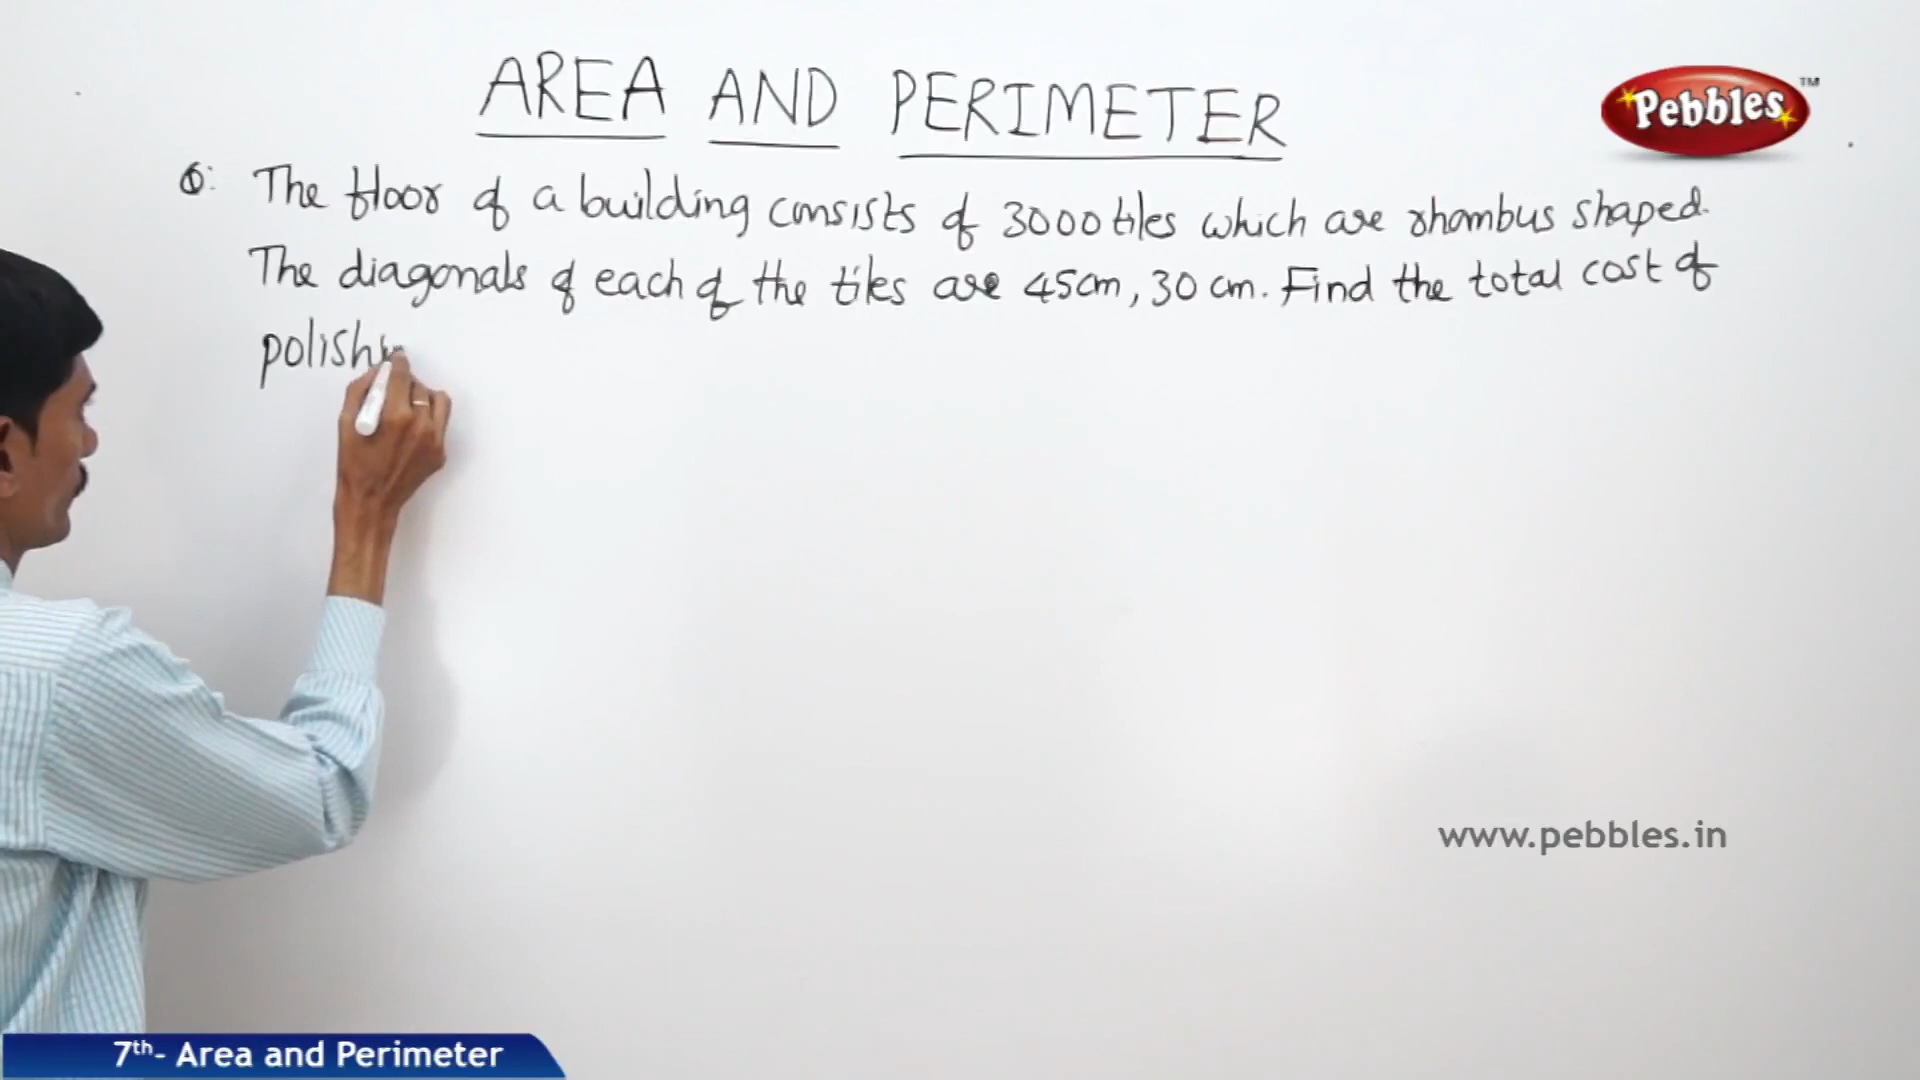 AREA AND PERIMETER
Pebbles TM
Q: The floor of a building consists of 3000 tiles which are rhombus shaped.
The diagonals of each of the tiles are 45cm, 30 cm. Find the total cost of
polishin
www.pebbles.in
7th- Area and Perimeter